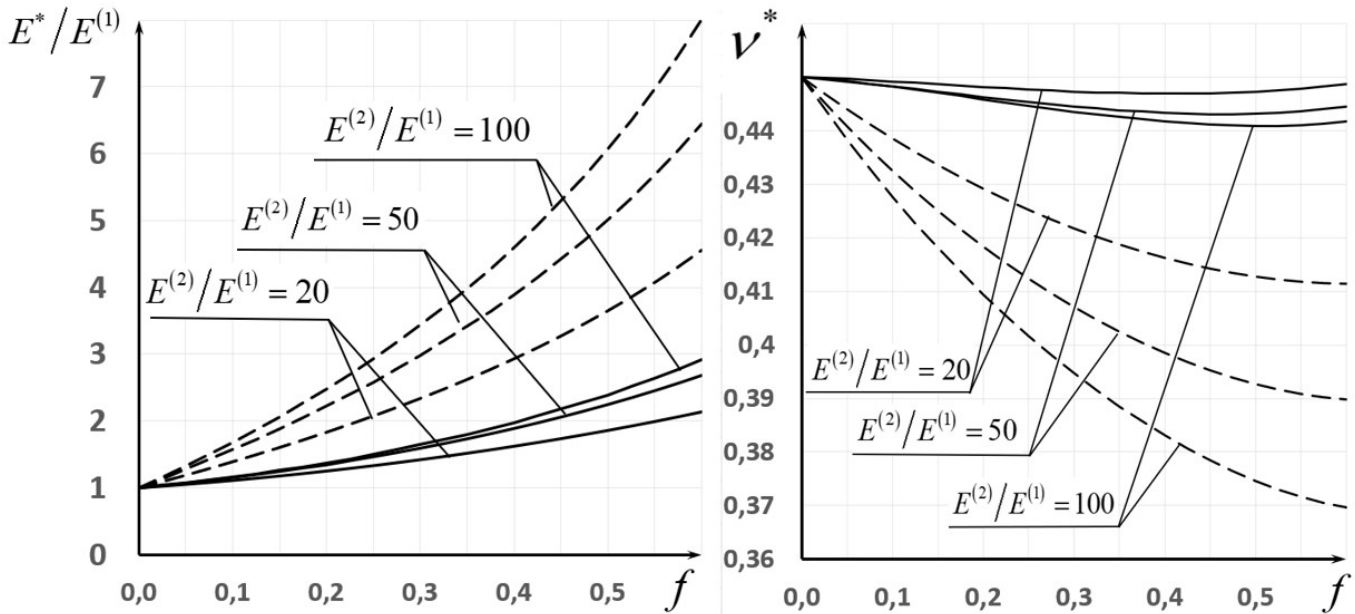 E*/E⁽¹⁾
7
6
5
4
3
2
1
0
E⁽²⁾/E⁽¹⁾ = 100
E⁽²⁾/E⁽¹⁾ = 50
E⁽²⁾/E⁽¹⁾ = 20
0,0 0,1 0,2 0,3 0,4 0,5 f
ν*
0,44
0,43
0,42
0,41
0,4
0,39
0,38
0,37
0,36
E⁽²⁾/E⁽¹⁾ = 20
E⁽²⁾/E⁽¹⁾ = 50
E⁽²⁾/E⁽¹⁾ = 100
0,0 0,1 0,2 0,3 0,4 0,5 f